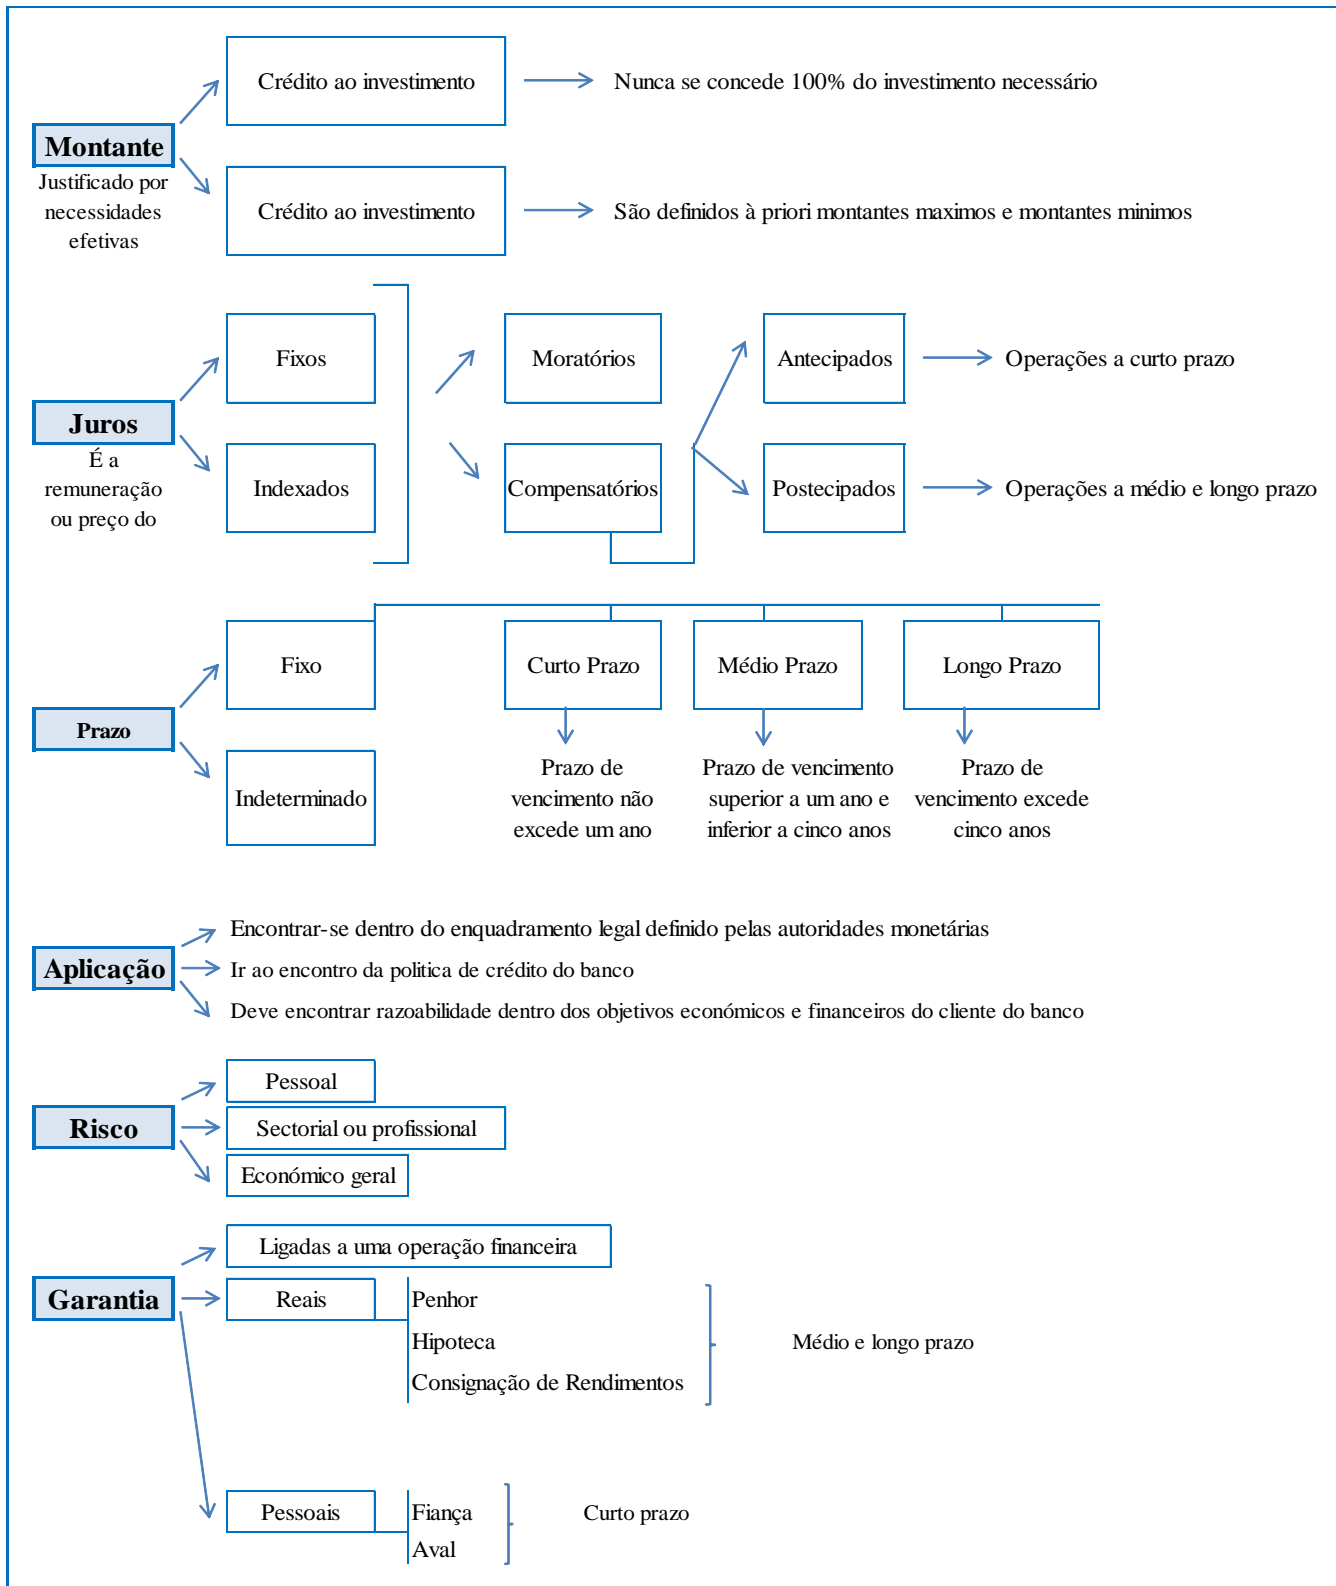 Crédito ao investimento
Nunca se concede 100% do investimento necessário
Montante
Justificado por
necessidades
efetivas
Crédito ao investimento
São definidos à priori montantes maximos e montantes minimos
Fixos
Moratórios
Antecipados
Operações a curto prazo
Juros
É a
remuneração
ou preço do
Indexados
Compensatórios
Postecipados
Operações a médio e longo prazo
Fixo
Curto Prazo
Médio Prazo
Longo Prazo
Prazo
Indeterminado
Prazo de
vencimento não
excede um ano
Prazo de vencimento
superior a um ano e
inferior a cinco anos
Prazo de
vencimento excede
cinco anos
Aplicação
Encontrar-se dentro do enquadramento legal definido pelas autoridades monetárias
Ir ao encontro da politica de crédito do banco
Deve encontrar razoabilidade dentro dos objetivos económicos e financeiros do cliente do banco
Risco
Pessoal
Sectorial ou profissional
Económico geral
Garantia
Ligadas a uma operação financeira
Reais
Penhor
Hipoteca
Consignação de Rendimentos
Médio e longo prazo
Pessoais
Fiança
Aval
Curto prazo